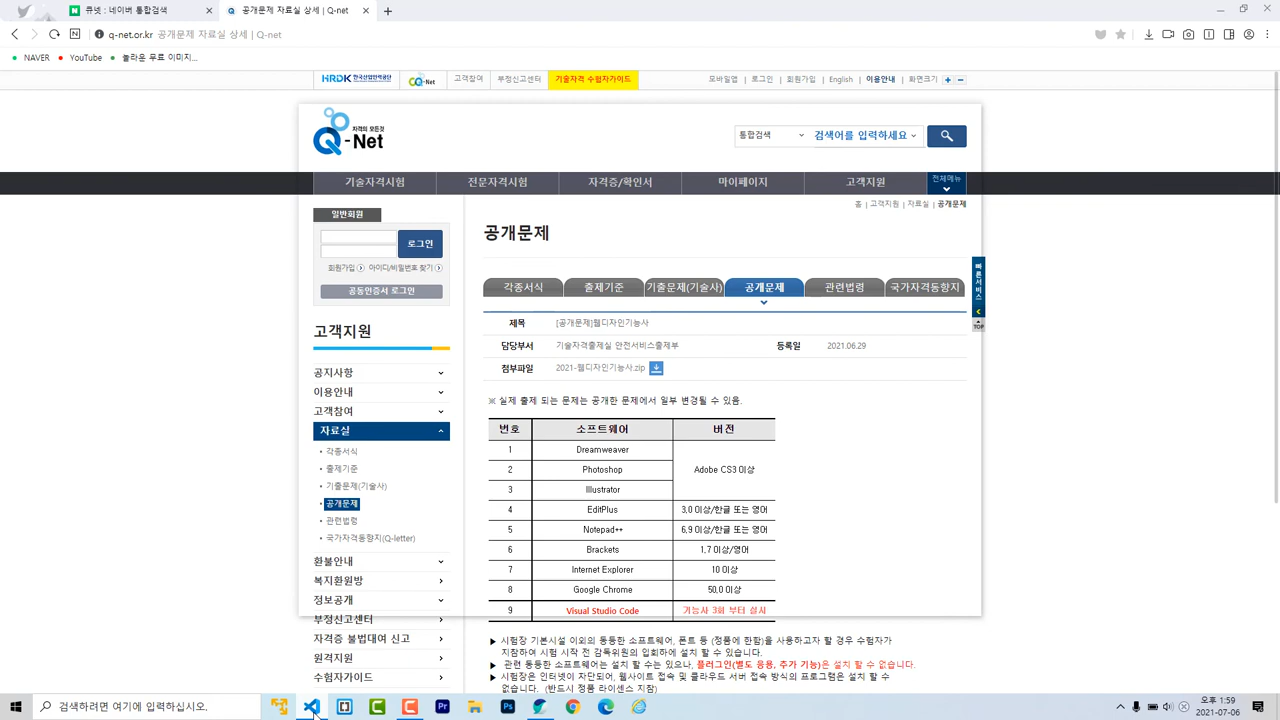 큐넷 : 네이버 통합검색
공개문제 자료실 상세 | Q-net
q-net.or.kr 공개문제 자료실 상세 | Q-net
NAVER YouTube 놀라운 무료 이미지...
HRDK 한국산업인력공단 Q-Net 고객참여 부정신고센터 기술자격 수험자가이드 모바일앱 로그인 회원가입 English 이용안내 화면크기
자격의 모든것
Q-Net
통합검색 검색어를 입력하세요
기술자격시험 전문자격시험 자격증/확인서 마이페이지 고객지원 전체메뉴
홈 고객지원 자료실 공개문제
일반회원
로그인
회원가입 아이디/비밀번호 찾기
공동인증서 로그인
고객지원
공지사항
이용안내
고객참여
자료실
각종서식
출제기준
기출문제(기술사)
공개문제
관련법령
국가자격동향지(Q-letter)
환불안내
복지환원방
정보공개
부정신고센터
자격증 불법대여 신고
원격지원
수험자가이드
공개문제
각종서식 출제기준 기출문제(기술사) 공개문제 관련법령 국가자격동향지
제목 [공개문제]웹디자인기능사
담당부서 기술자격출제실 안전서비스출제부 등록일 2021.06.29
첨부파일 2021-웹디자인기능사.zip
※ 실제 출제 되는 문제는 공개한 문제에서 일부 변경될 수 있음.
번호 소프트웨어 버전
1 Dreamweaver
2 Photoshop Adobe CS3 이상
3 Illustrator
4 EditPlus 3.0 이상/한글 또는 영어
5 Notepad++ 6.9 이상/한글 또는 영어
6 Brackets 1.7 이상/영어
7 Internet Explorer 10 이상
8 Google Chrome 50.0 이상
9 Visual Studio Code 기능사 3회 부터 실시
▶ 시험장 기본시설 이외의 동등한 소프트웨어, 폰트 등 (정품에 한함)을 사용하고자 할 경우 수험자가
지참하여 시험 시작 전 감독위원의 입회하에 설치 할 수 있습니다.
▶ 관련 동등한 소프트웨어는 설치 할 수는 있으나, 플러그인(별도 응용, 추가 기능)은 설치 할 수 없습니다.
▶ 시험장은 인터넷이 차단되어, 웹사이트 접속 및 클라우드 서버 접속 방식의 프로그램은 설치 할 수
없습니다. (반드시 정품 라이센스 지참)
빠른서비스
TOP
검색하려면 여기에 입력하십시오.
오후 1:59
2021-07-06